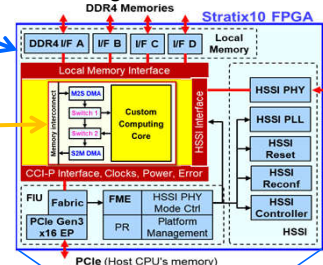 DDR4 Memories
Stratix10 FPGA
DDR4 I/F A
I/F B
I/F C
I/F D
Local
Memory
Local Memory Interface
Memory interconnect
M2S DMA
Switch 1
Switch 2
S2M DMA
Custom
Computing
Core
HSSI Interface
CCI-P Interface, Clocks, Power, Error
HSSI PHY
HSSI PLL
HSSI
Reset
HSSI
Reconf
HSSI
Controller
HSSI
FIU
Fabric
PCIe Gen3
x16 EP
FME
HSSI PHY
Mode Ctrl
PR
Platform
Management
PCIe (Host CPU's memory)